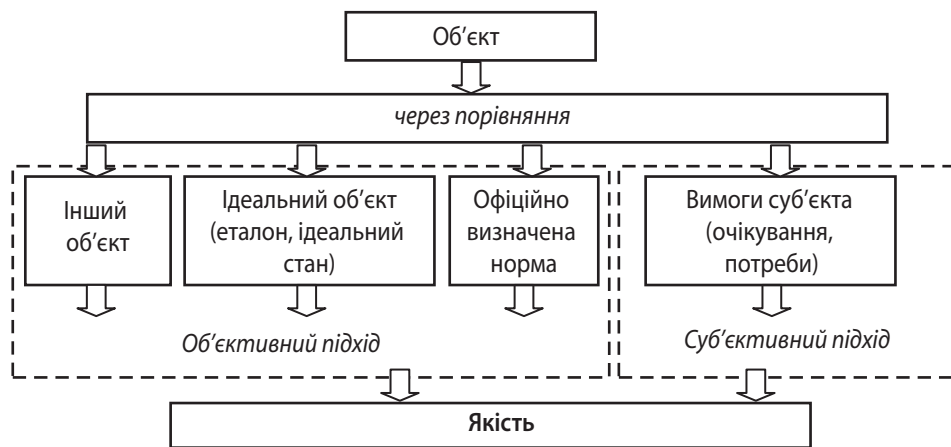 Об’єкт
через порівняння
Інший
об’єкт
Ідеальний об’єкт
(еталон, ідеальний
стан)
Офіційно
визначена
норма
Вимоги суб’єкта
(очікування,
потреби)
Об’єктивний підхід
Суб’єктивний підхід
Якість